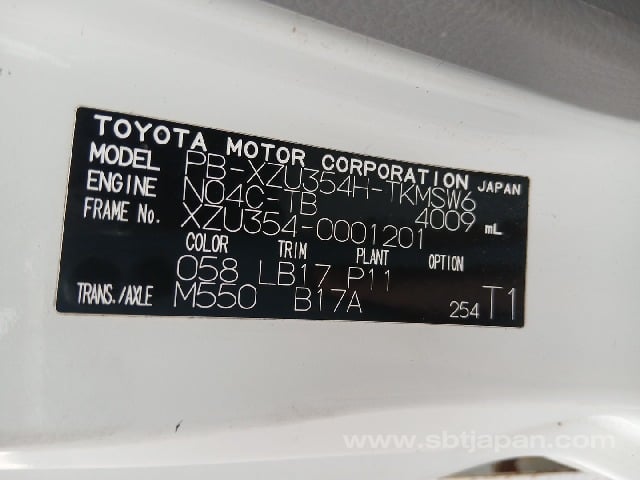 TOYOTA MOTOR CORPORATION JAPAN
MODEL PB-XZU354H-TKMSW6
ENGINE N04C-TB 4009 mL
FRAME No. XZU354-0001201
COLOR TRIM PLANT OPTION
058 LB17 P11
TRANS./AXLE M550 B17A 254 T1
www.sbtjapan.com